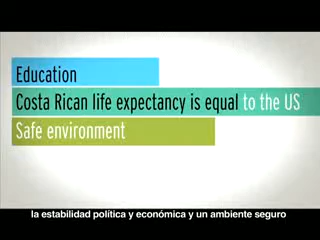 Education
Costa Rican life expectancy is equal to the US
Safe environment
la estabilidad política y económica y un ambiente seguro